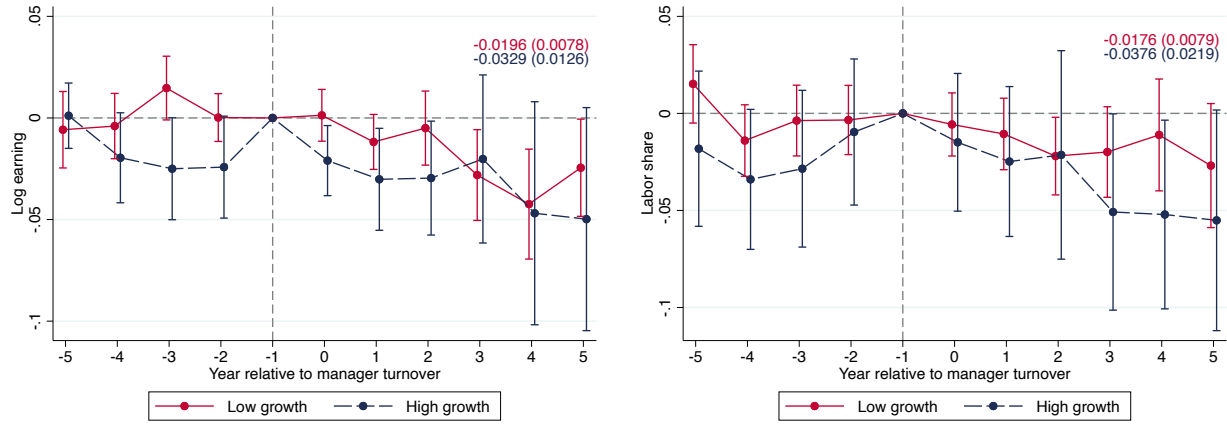 .05
0
-.05
-.1
Log earning
-0.0196 (0.0078)
-0.0329 (0.0126)
-5 -4 -3 -2 -1 0 1 2 3 4 5
Year relative to manager turnover
Low growth High growth
.05
0
-.05
-.1
Labor share
-0.0176 (0.0079)
-0.0376 (0.0219)
-5 -4 -3 -2 -1 0 1 2 3 4 5
Year relative to manager turnover
Low growth High growth